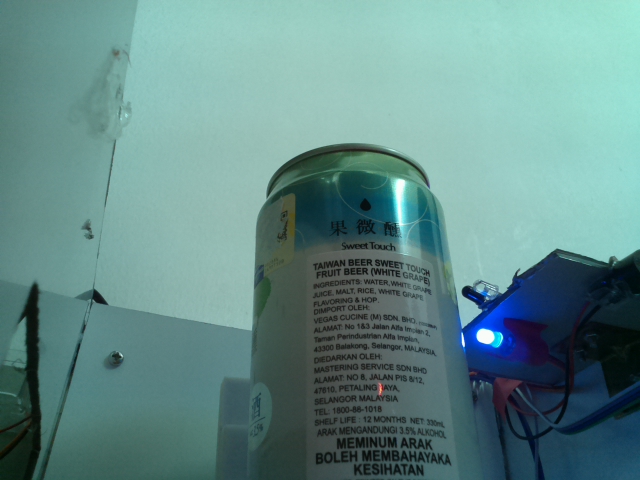 果微醺
Sweet Touch
TAIWAN BEER SWEET TOUCH
FRUIT BEER (WHITE GRAPE)
INGREDIENTS: WATER, WHITE GRAPE
JUICE, MALT, RICE, WHITE GRAPE
FLAVORING & HOP.
DIMPORT OLEH:
VEGAS CUCINE (M) SDN. BHD.
ALAMAT: No 1&3 Jalan Alfa Impian 2,
Taman Perindustrian Alfa Impian,
43300 Balakong, Selangor, MALAYSIA.
DIEDARKAN OLEH:
MASTERING SERVICE SDN BHD
ALAMAT: NO 8, JALAN PJS 8/12,
47810, PETALING JAYA,
SELANGOR MALAYSIA
TEL: 1800-88-1018
SHELF LIFE : 12 MONTHS NET: 330mL
ARAK MENGANDUNGI 3.5% ALKOHOL
MEMINUM ARAK
BOLEH MEMBAHAYAKAN
KESIHATAN
酒